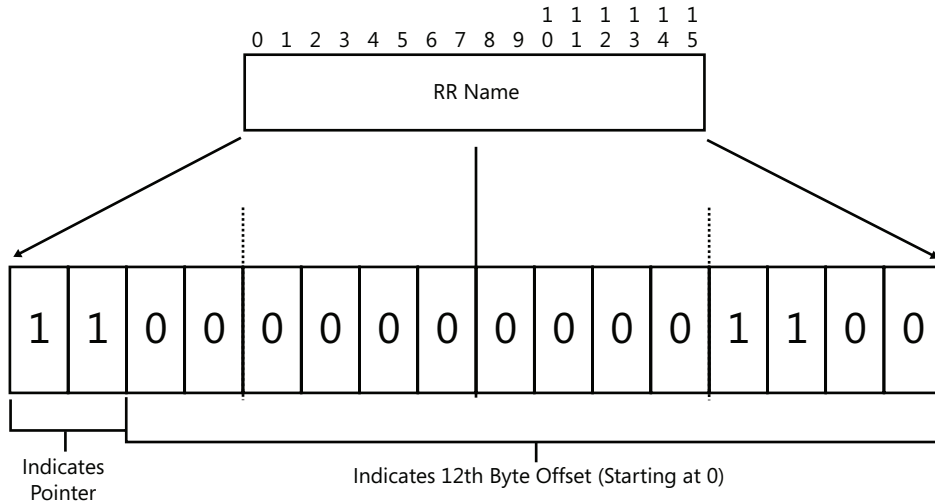 1 1 1 1 1 1
0 1 2 3 4 5 6 7 8 9 0 1 2 3 4 5
RR Name
1 1 0 0 0 0 0 0 0 0 0 0 1 1 0 0
Indicates
Pointer
Indicates 12th Byte Offset (Starting at 0)